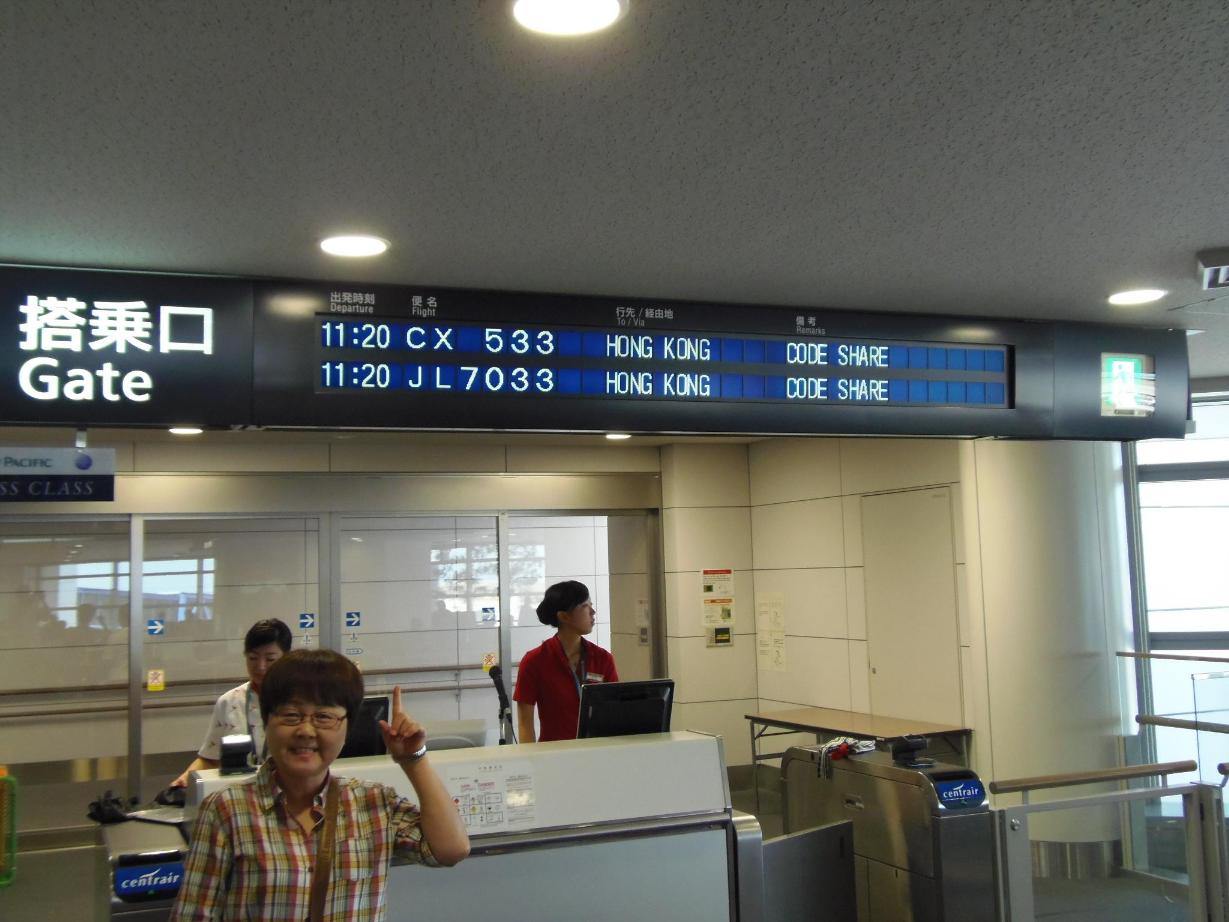 搭乗口
Gate
出発時刻 便名 行先 / 経由地 備考
Departure Flight To / Via Remarks
11:20 CX 533 HONG KONG CODE SHARE
11:20 JL7033 HONG KONG CODE SHARE
PACIFIC
SS CLASS
centrair
centrair